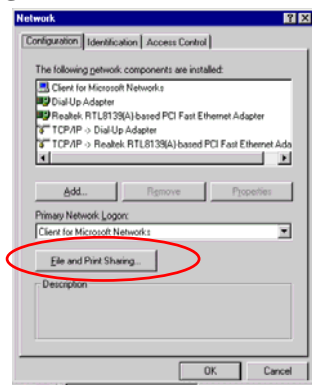 Network
Configuration Identification Access Control
The following network components are installed:
Client for Microsoft Networks
Dial-Up Adapter
Realtek RTL8139(A)-based PCI Fast Ethernet Adapter
TCP/IP -> Dial-Up Adapter
TCP/IP -> Realtek RTL8139(A)-based PCI Fast Ethernet Ada
Add... Remove Properties
Primary Network Logon:
Client for Microsoft Networks
File and Print Sharing...
Description
OK Cancel